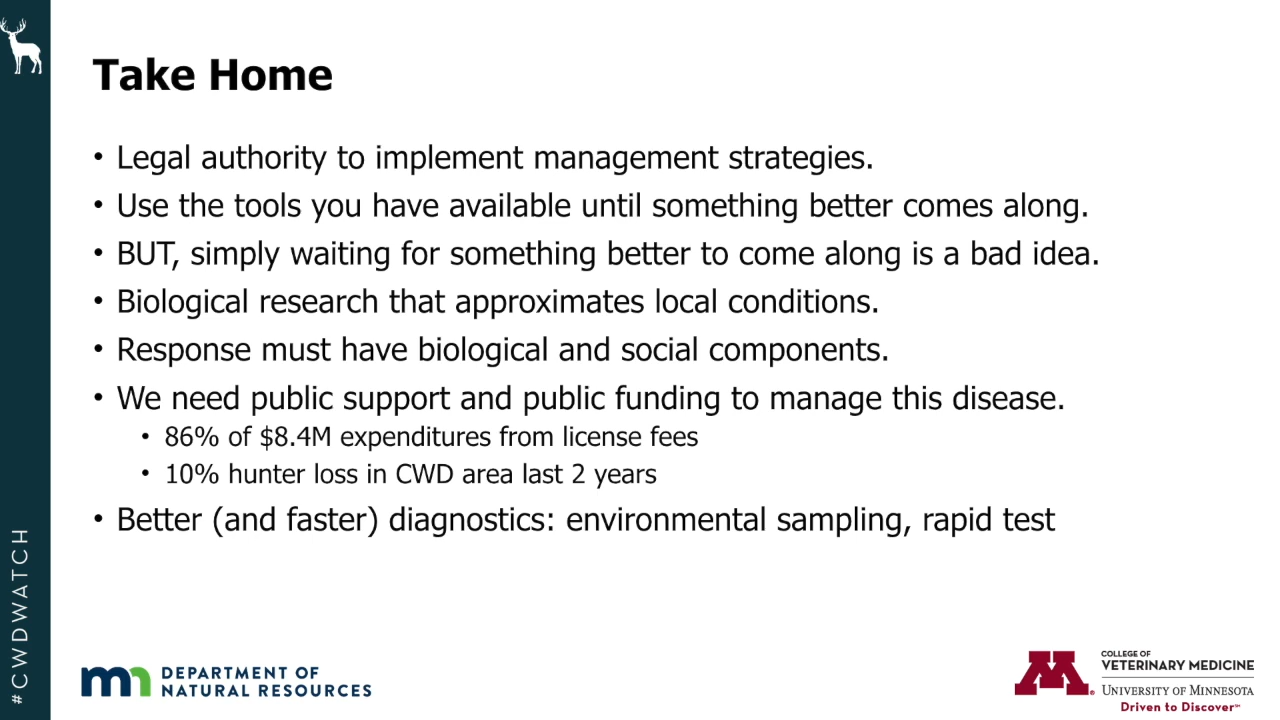 Take Home
• Legal authority to implement management strategies.
• Use the tools you have available until something better comes along.
• BUT, simply waiting for something better to come along is a bad idea.
• Biological research that approximates local conditions.
• Response must have biological and social components.
• We need public support and public funding to manage this disease.
• 86% of $8.4M expenditures from license fees
• 10% hunter loss in CWD area last 2 years
• Better (and faster) diagnostics: environmental sampling, rapid test
#CWDWATCH
mn DEPARTMENT OF
NATURAL RESOURCES
M®
COLLEGE OF
VETERINARY MEDICINE
UNIVERSITY OF MINNESOTA
Driven to Discover℠